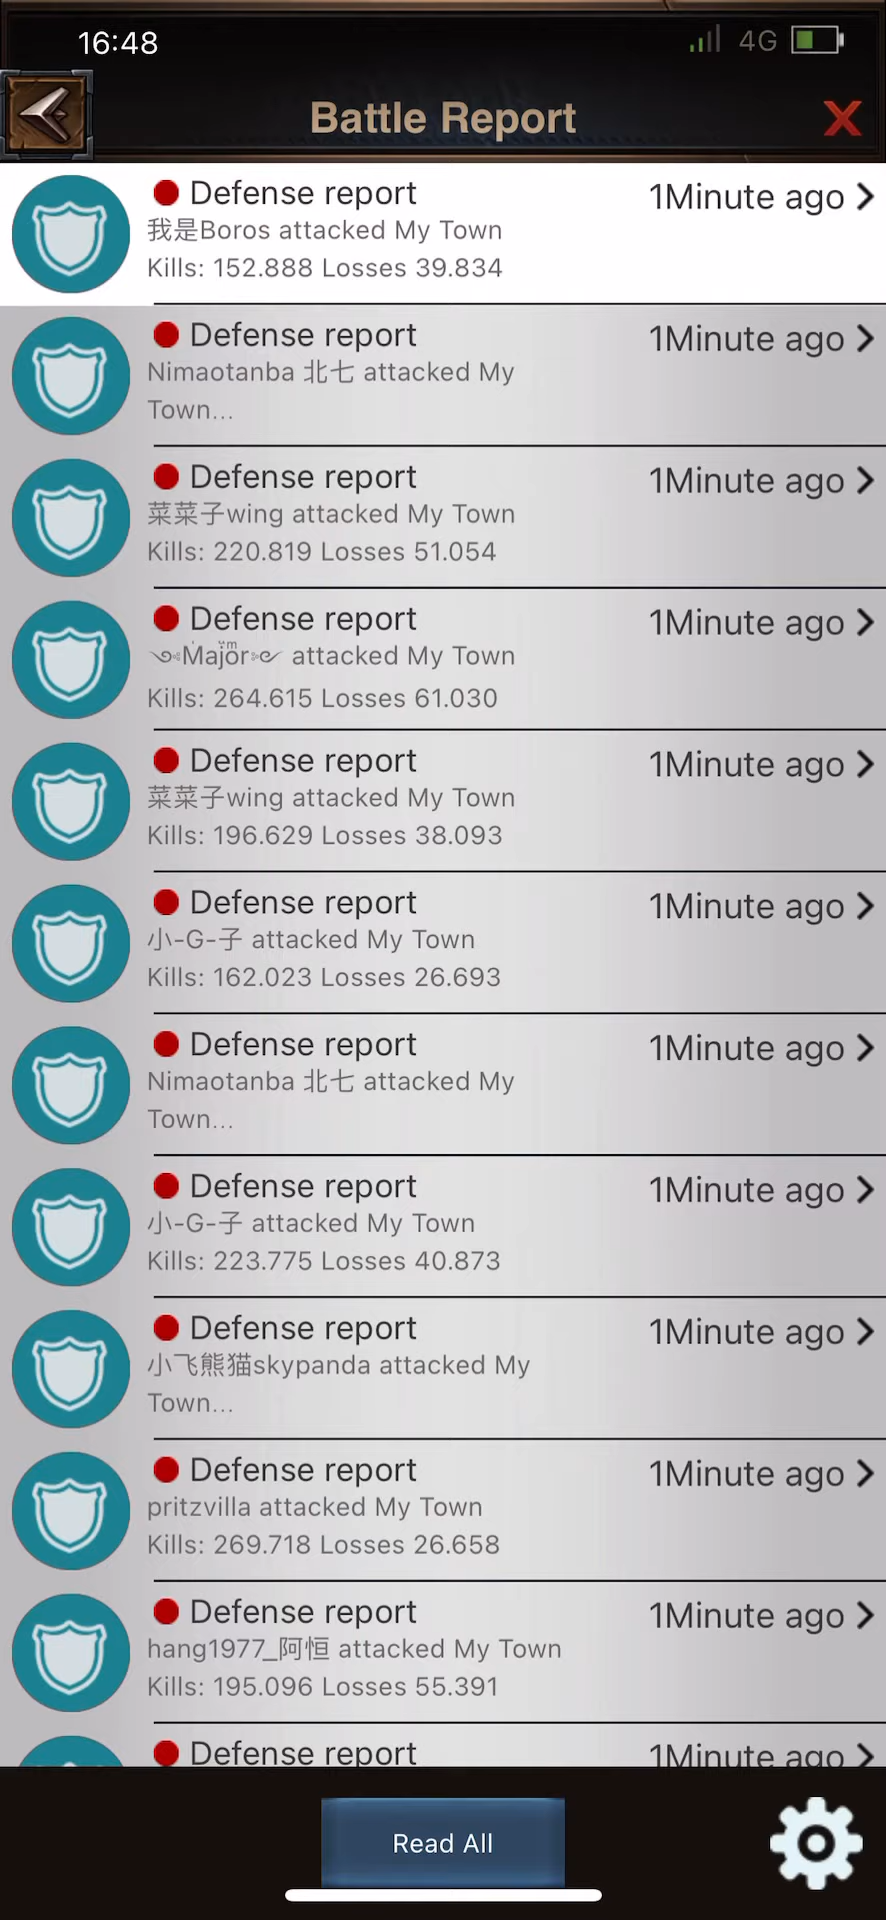 16:48
4G
Battle Report
Defense report
1Minute ago
我是Boros attacked My Town
Kills: 152.888 Losses 39.834
Defense report
1Minute ago
Nimaotanba 北七 attacked My
Town...
Defense report
1Minute ago
菜菜子wing attacked My Town
Kills: 220.819 Losses 51.054
Defense report
1Minute ago
attacked My Town
Kills: 264.615 Losses 61.030
Defense report
1Minute ago
菜菜子wing attacked My Town
Kills: 196.629 Losses 38.093
Defense report
1Minute ago
小-G-子 attacked My Town
Kills: 162.023 Losses 26.693
Defense report
1Minute ago
Nimaotanba 北七 attacked My
Town...
Defense report
1Minute ago
小-G-子 attacked My Town
Kills: 223.775 Losses 40.873
Defense report
1Minute ago
小飞熊猫skypanda attacked My
Town...
Defense report
1Minute ago
pritzvilla attacked My Town
Kills: 269.718 Losses 26.658
Defense report
1Minute ago
hang1977_阿恒 attacked My Town
Kills: 195.096 Losses 55.391
Defense report
1Minute ago
Read All